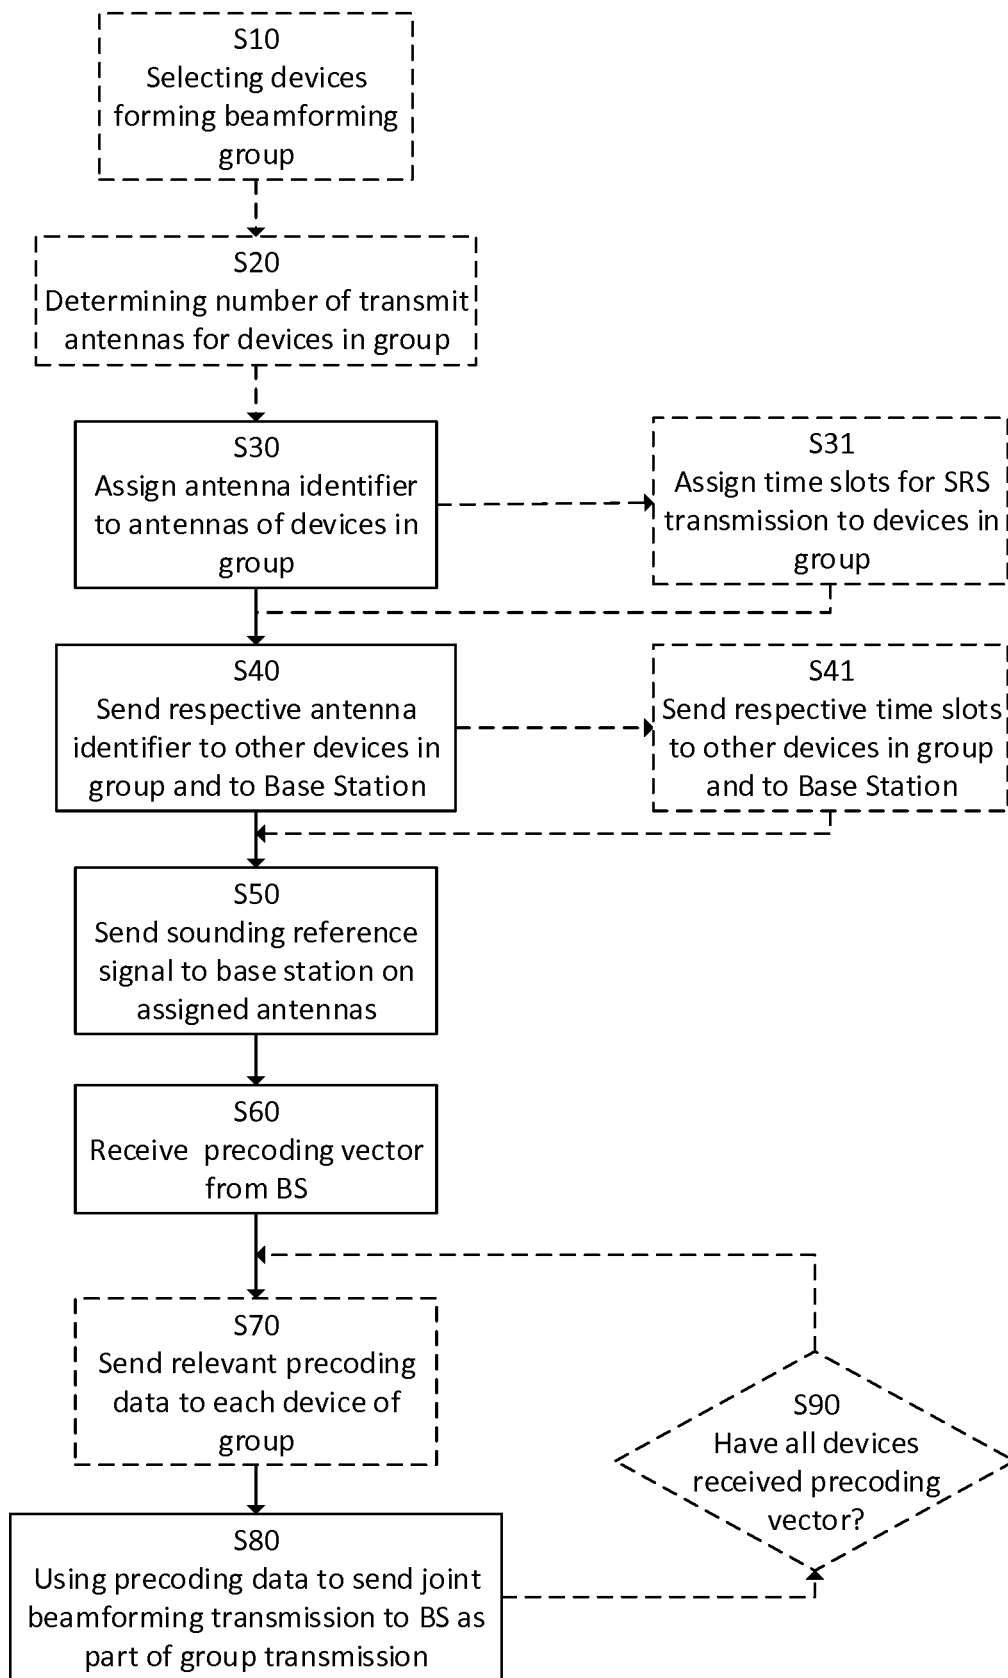 S10
Selecting devices
forming beamforming
group
S20
Determining number of transmit
antennas for devices in group
S30
Assign antenna identifier
to antennas of devices in
group
S31
Assign time slots for SRS
transmission to devices in
group
S40
Send respective antenna
identifier to other devices in
group and to Base Station
S41
Send respective time slots
to other devices in group
and to Base Station
S50
Send sounding reference
signal to base station on
assigned antennas
S60
Receive precoding vector
from BS
S70
Send relevant precoding
data to each device of
group
S90
Have all devices
received precoding
vector?
S80
Using precoding data to send joint
beamforming transmission to BS as
part of group transmission